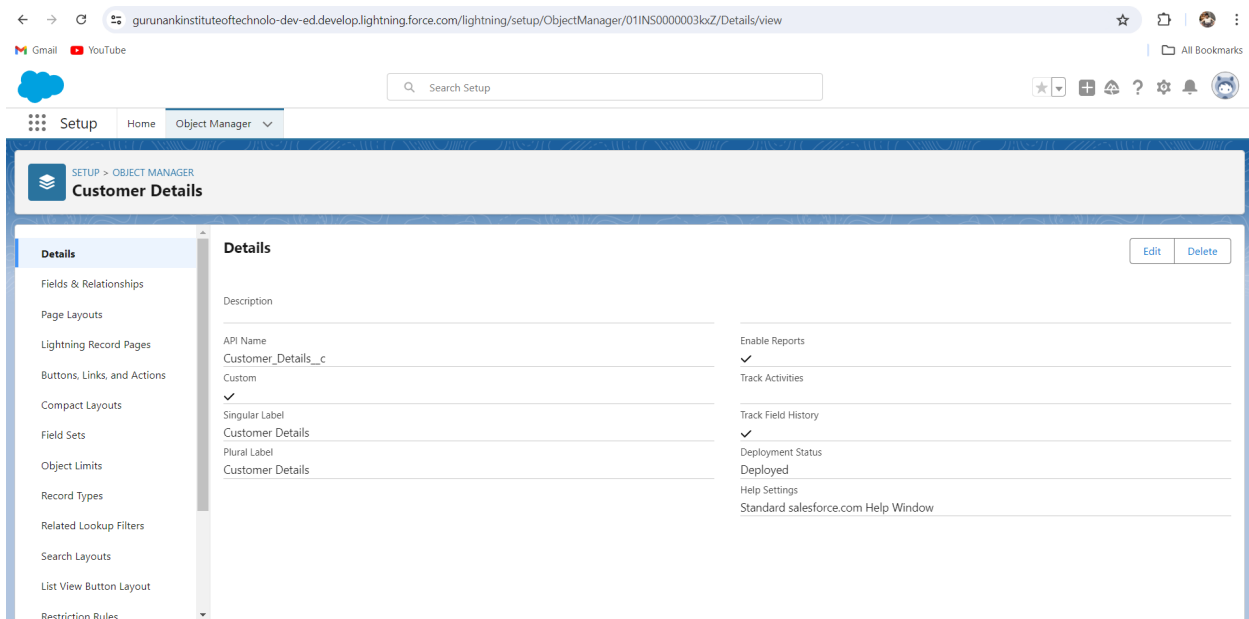 gurunankinstituteoftechnolo-dev-ed.develop.lightning.force.com/lightning/setup/ObjectManager/01INS0000003kxZ/Details/view
Gmail YouTube All Bookmarks
Search Setup
Setup Home Object Manager
SETUP > OBJECT MANAGER
Customer Details
Details
Fields & Relationships
Page Layouts
Lightning Record Pages
Buttons, Links, and Actions
Compact Layouts
Field Sets
Object Limits
Record Types
Related Lookup Filters
Search Layouts
List View Button Layout
Restriction Rules
Details
Edit Delete
Description
API Name
Customer_Details__c
Custom
Singular Label
Customer Details
Plural Label
Customer Details
Enable Reports
Track Activities
Track Field History
Deployment Status
Deployed
Help Settings
Standard salesforce.com Help Window